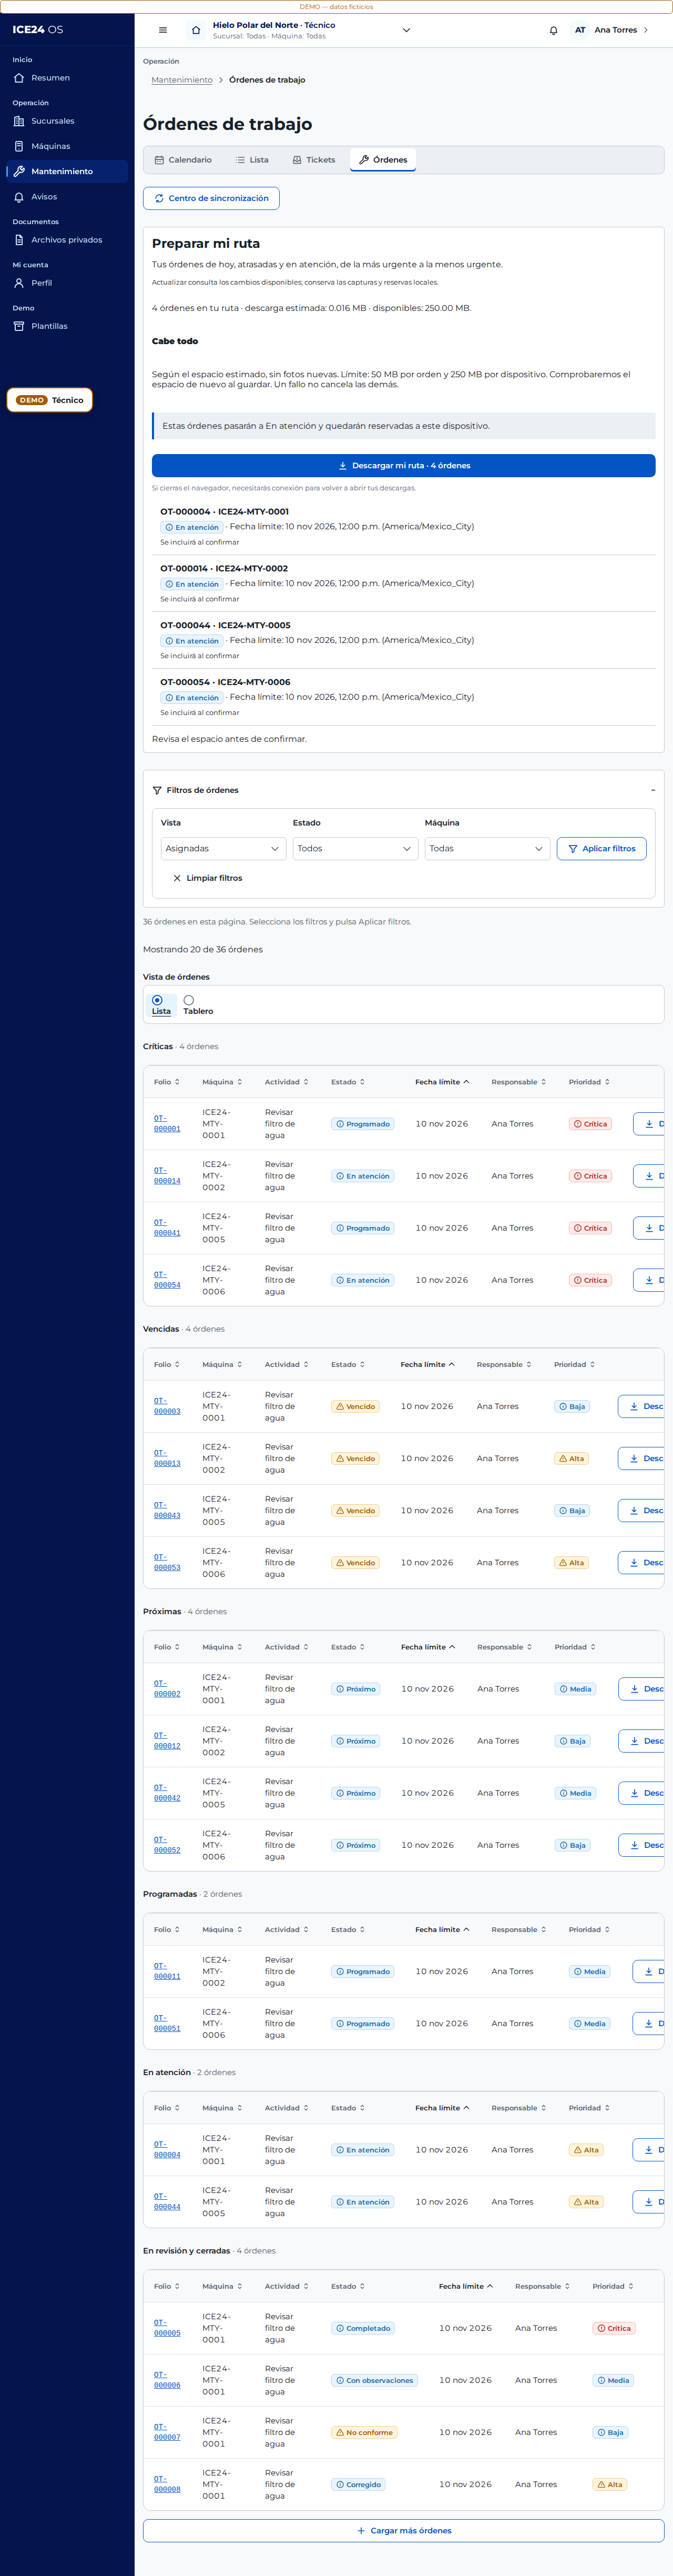 DEMO — datos ficticios
ICE24 OS
Inicio
Resumen
Operación
Sucursales
Máquinas
Mantenimiento
Avisos
Documentos
Archivos privados
Mi cuenta
Perfil
Demo
Plantillas
DEMO Técnico
Hielo Polar del Norte · Técnico
Sucursal: Todas · Máquina: Todas
AT Ana Torres
Operación
Mantenimiento > Órdenes de trabajo
Órdenes de trabajo
Calendario Lista Tickets Órdenes
Centro de sincronización
Preparar mi ruta
Tus órdenes de hoy, atrasadas y en atención, de la más urgente a la menos urgente.
Actualizar consulta los cambios disponibles; conserva las capturas y reservas locales.
4 órdenes en tu ruta · descarga estimada: 0.016 MB · disponibles: 250.00 MB.
Cabe todo
Según el espacio estimado, sin fotos nuevas. Límite: 50 MB por orden y 250 MB por dispositivo. Comprobaremos el
espacio de nuevo al guardar. Un fallo no cancela las demás.
Estas órdenes pasarán a En atención y quedarán reservadas a este dispositivo.
Descargar mi ruta · 4 órdenes
Si cierras el navegador, necesitarás conexión para volver a abrir tus descargas.
OT-000004 · ICE24-MTY-0001
En atención · Fecha límite: 10 nov 2026, 12:00 p.m. (America/Mexico_City)
Se incluirá al confirmar
OT-000014 · ICE24-MTY-0002
En atención · Fecha límite: 10 nov 2026, 12:00 p.m. (America/Mexico_City)
Se incluirá al confirmar
OT-000044 · ICE24-MTY-0005
En atención · Fecha límite: 10 nov 2026, 12:00 p.m. (America/Mexico_City)
Se incluirá al confirmar
OT-000054 · ICE24-MTY-0006
En atención · Fecha límite: 10 nov 2026, 12:00 p.m. (America/Mexico_City)
Se incluirá al confirmar
Revisa el espacio antes de confirmar.
Filtros de órdenes −
Vista Estado Máquina
Asignadas Todos Todas Aplicar filtros
Limpiar filtros
36 órdenes en esta página. Selecciona los filtros y pulsa Aplicar filtros.
Mostrando 20 de 36 órdenes
Vista de órdenes
Lista Tablero
Críticas · 4 órdenes
Folio Máquina Actividad Estado Fecha límite Responsable Prioridad
OT-000001 ICE24-MTY-0001 Revisar filtro de agua Programado 10 nov 2026 Ana Torres Crítica D
OT-000014 ICE24-MTY-0002 Revisar filtro de agua En atención 10 nov 2026 Ana Torres Crítica D
OT-000041 ICE24-MTY-0005 Revisar filtro de agua Programado 10 nov 2026 Ana Torres Crítica D
OT-000054 ICE24-MTY-0006 Revisar filtro de agua En atención 10 nov 2026 Ana Torres Crítica D
Vencidas · 4 órdenes
Folio Máquina Actividad Estado Fecha límite Responsable Prioridad
OT-000003 ICE24-MTY-0001 Revisar filtro de agua Vencido 10 nov 2026 Ana Torres Baja Desc
OT-000013 ICE24-MTY-0002 Revisar filtro de agua Vencido 10 nov 2026 Ana Torres Alta Desc
OT-000043 ICE24-MTY-0005 Revisar filtro de agua Vencido 10 nov 2026 Ana Torres Baja Desc
OT-000053 ICE24-MTY-0006 Revisar filtro de agua Vencido 10 nov 2026 Ana Torres Alta Desc
Próximas · 4 órdenes
Folio Máquina Actividad Estado Fecha límite Responsable Prioridad
OT-000002 ICE24-MTY-0001 Revisar filtro de agua Próximo 10 nov 2026 Ana Torres Media Desc
OT-000012 ICE24-MTY-0002 Revisar filtro de agua Próximo 10 nov 2026 Ana Torres Baja Desc
OT-000042 ICE24-MTY-0005 Revisar filtro de agua Próximo 10 nov 2026 Ana Torres Media Desc
OT-000052 ICE24-MTY-0006 Revisar filtro de agua Próximo 10 nov 2026 Ana Torres Baja Desc
Programadas · 2 órdenes
Folio Máquina Actividad Estado Fecha límite Responsable Prioridad
OT-000011 ICE24-MTY-0002 Revisar filtro de agua Programado 10 nov 2026 Ana Torres Media D
OT-000051 ICE24-MTY-0006 Revisar filtro de agua Programado 10 nov 2026 Ana Torres Media D
En atención · 2 órdenes
Folio Máquina Actividad Estado Fecha límite Responsable Prioridad
OT-000004 ICE24-MTY-0001 Revisar filtro de agua En atención 10 nov 2026 Ana Torres Alta D
OT-000044 ICE24-MTY-0005 Revisar filtro de agua En atención 10 nov 2026 Ana Torres Alta D
En revisión y cerradas · 4 órdenes
Folio Máquina Actividad Estado Fecha límite Responsable Prioridad
OT-000005 ICE24-MTY-0001 Revisar filtro de agua Completado 10 nov 2026 Ana Torres Crítica
OT-000006 ICE24-MTY-0001 Revisar filtro de agua Con observaciones 10 nov 2026 Ana Torres Media
OT-000007 ICE24-MTY-0001 Revisar filtro de agua No conforme 10 nov 2026 Ana Torres Baja
OT-000008 ICE24-MTY-0001 Revisar filtro de agua Corregido 10 nov 2026 Ana Torres Alta
Cargar más órdenes